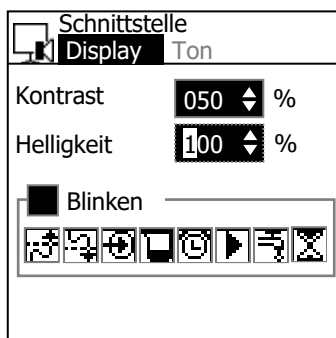 Schnittstelle
Display Ton
Kontrast 050 %
Helligkeit 100 %
Blinken